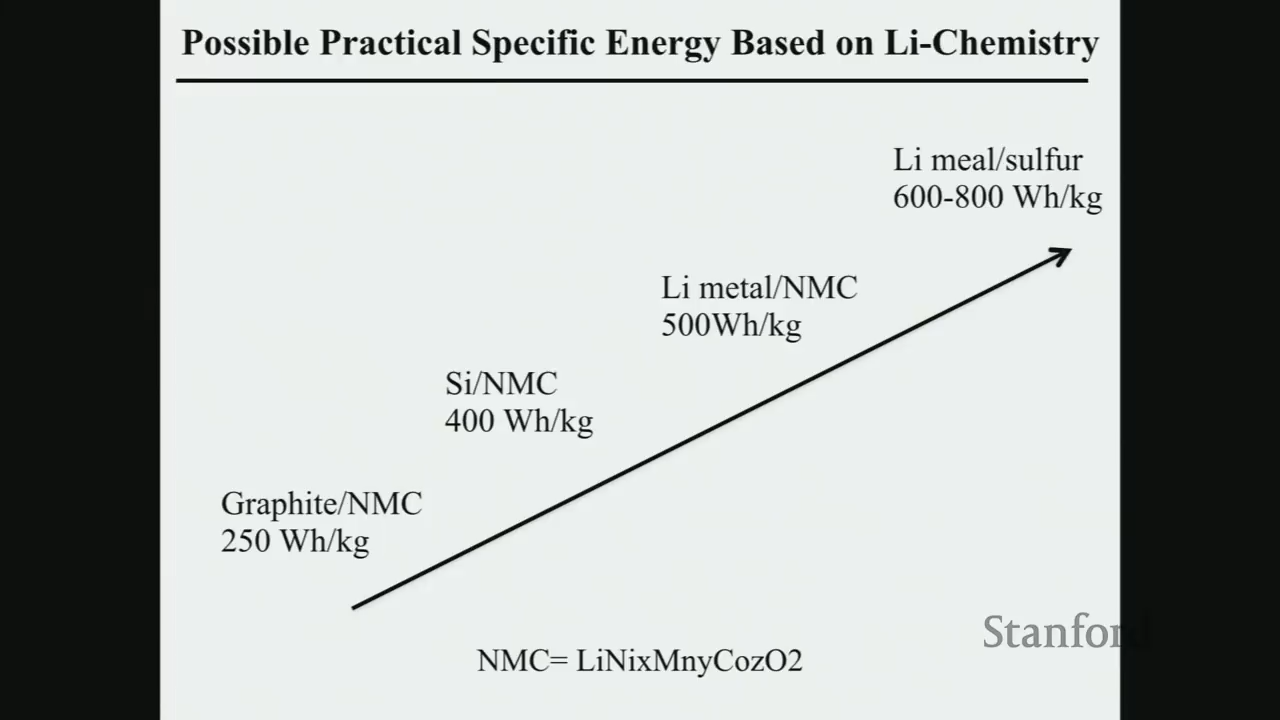 Possible Practical Specific Energy Based on Li-Chemistry
Li meal/sulfur
600-800 Wh/kg
Li metal/NMC
500Wh/kg
Si/NMC
400 Wh/kg
Graphite/NMC
250 Wh/kg
Stanford
NMC= LiNixMnyCozO2